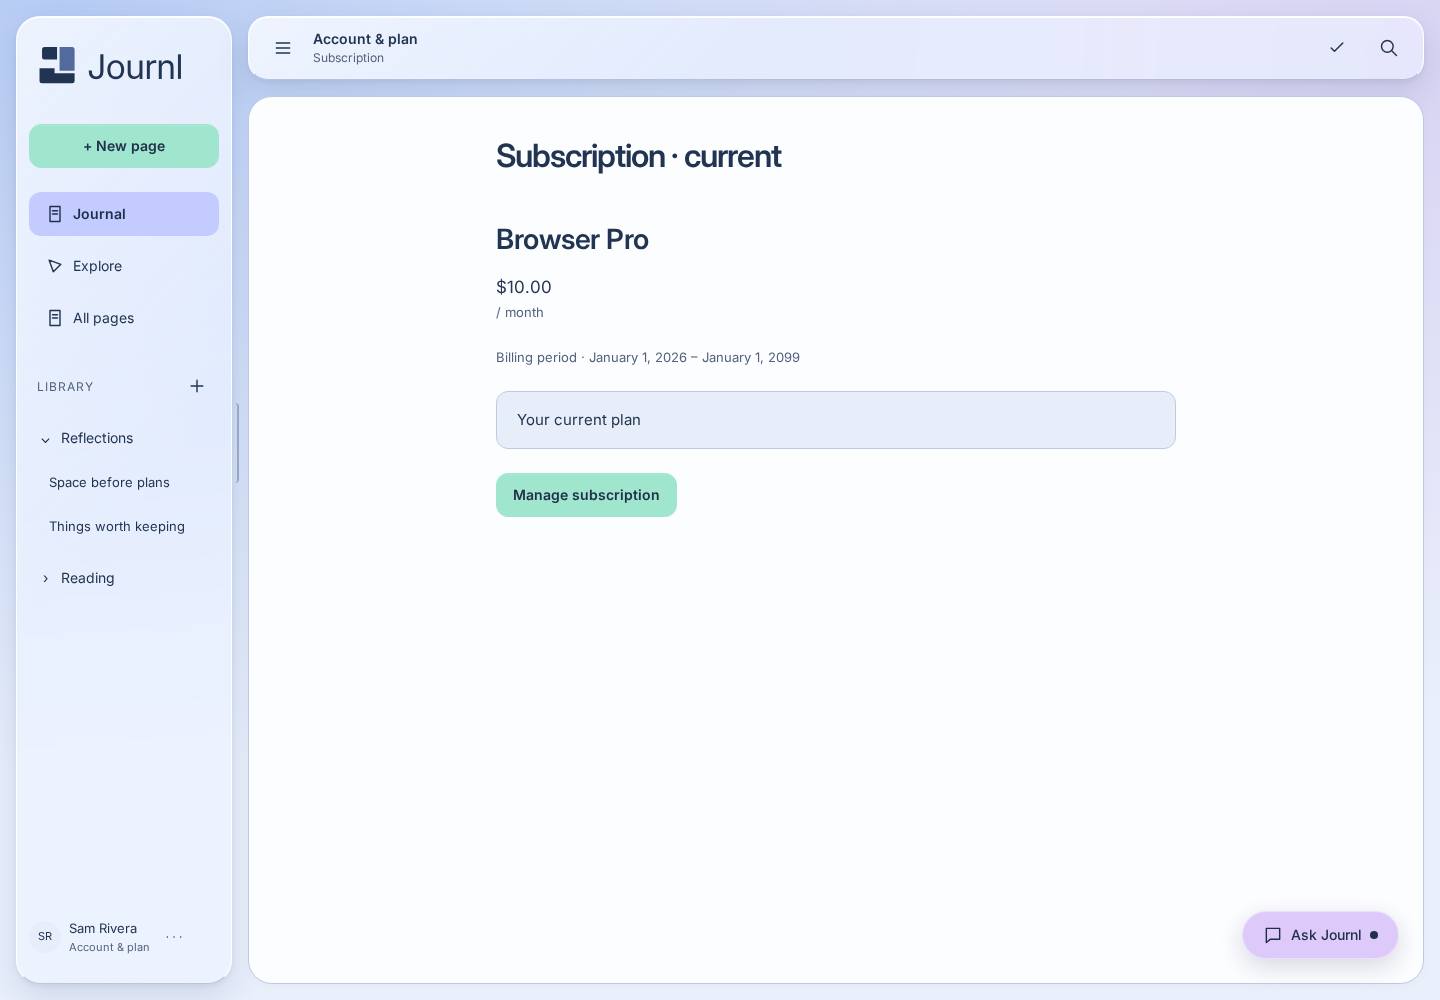 Journl
+ New page
Journal
Explore
All pages
LIBRARY
Reflections
Space before plans
Things worth keeping
Reading
SR
Sam Rivera
Account & plan
Account & plan
Subscription
Subscription · current
Browser Pro
$10.00
/ month
Billing period · January 1, 2026 – January 1, 2099
Your current plan
Manage subscription
Ask Journl